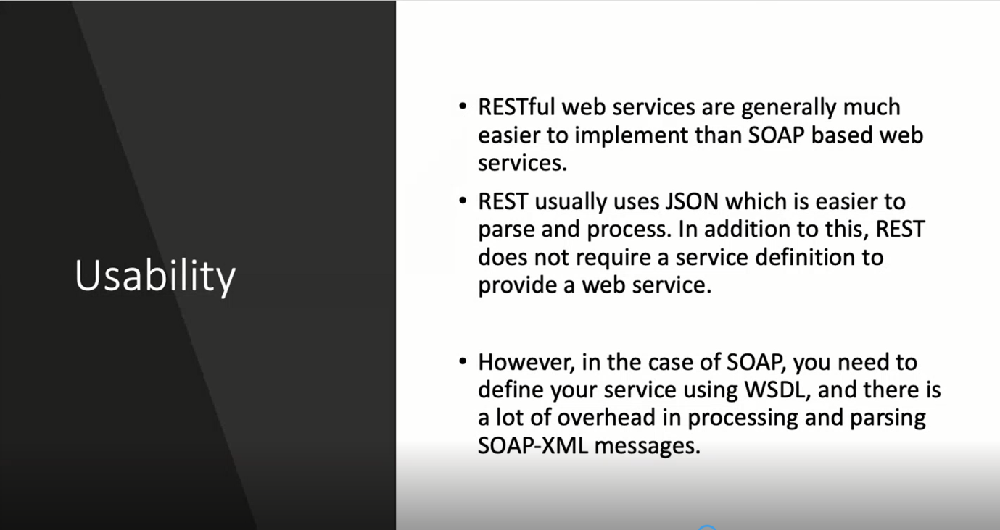 Usability
• RESTful web services are generally much
easier to implement than SOAP based web
services.
• REST usually uses JSON which is easier to
parse and process. In addition to this, REST
does not require a service definition to
provide a web service.
• However, in the case of SOAP, you need to
define your service using WSDL, and there is
a lot of overhead in processing and parsing
SOAP-XML messages.